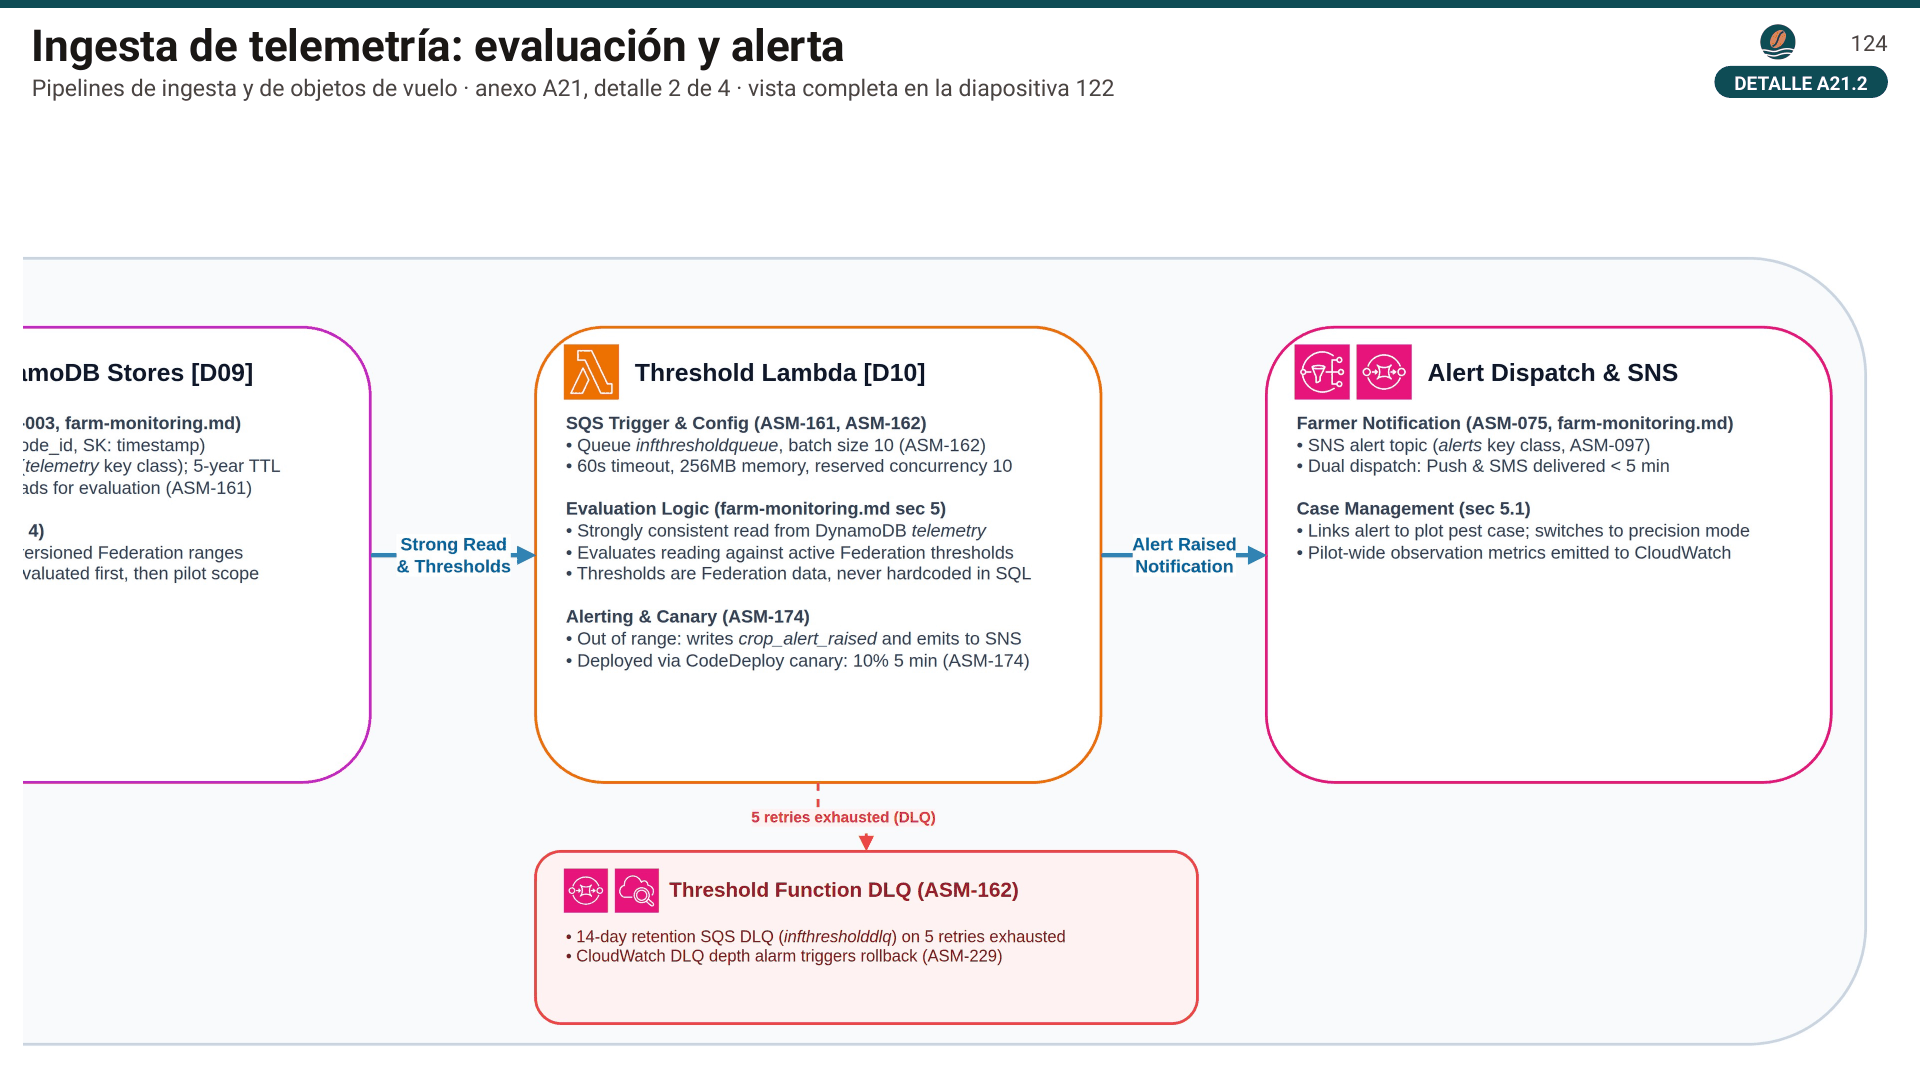 Ingesta de telemetría: evaluación y alerta
Pipelines de ingesta y de objetos de vuelo · anexo A21, detalle 2 de 4 · vista completa en la diapositiva 122
124
DETALLE A21.2
amoDB Stores [D09]
-003, farm-monitoring.md)
ode_id, SK: timestamp)
(telemetry key class); 5-year TTL
ads for evaluation (ASM-161)
4)
ersioned Federation ranges
valuated first, then pilot scope
Strong Read
& Thresholds
Threshold Lambda [D10]
SQS Trigger & Config (ASM-161, ASM-162)
• Queue infthresholdqueue, batch size 10 (ASM-162)
• 60s timeout, 256MB memory, reserved concurrency 10
Evaluation Logic (farm-monitoring.md sec 5)
• Strongly consistent read from DynamoDB telemetry
• Evaluates reading against active Federation thresholds
• Thresholds are Federation data, never hardcoded in SQL
Alerting & Canary (ASM-174)
• Out of range: writes crop_alert_raised and emits to SNS
• Deployed via CodeDeploy canary: 10% 5 min (ASM-174)
Alert Raised
Notification
Alert Dispatch & SNS
Farmer Notification (ASM-075, farm-monitoring.md)
• SNS alert topic (alerts key class, ASM-097)
• Dual dispatch: Push & SMS delivered < 5 min
Case Management (sec 5.1)
• Links alert to plot pest case; switches to precision mode
• Pilot-wide observation metrics emitted to CloudWatch
5 retries exhausted (DLQ)
Threshold Function DLQ (ASM-162)
• 14-day retention SQS DLQ (infthresholddlq) on 5 retries exhausted
• CloudWatch DLQ depth alarm triggers rollback (ASM-229)